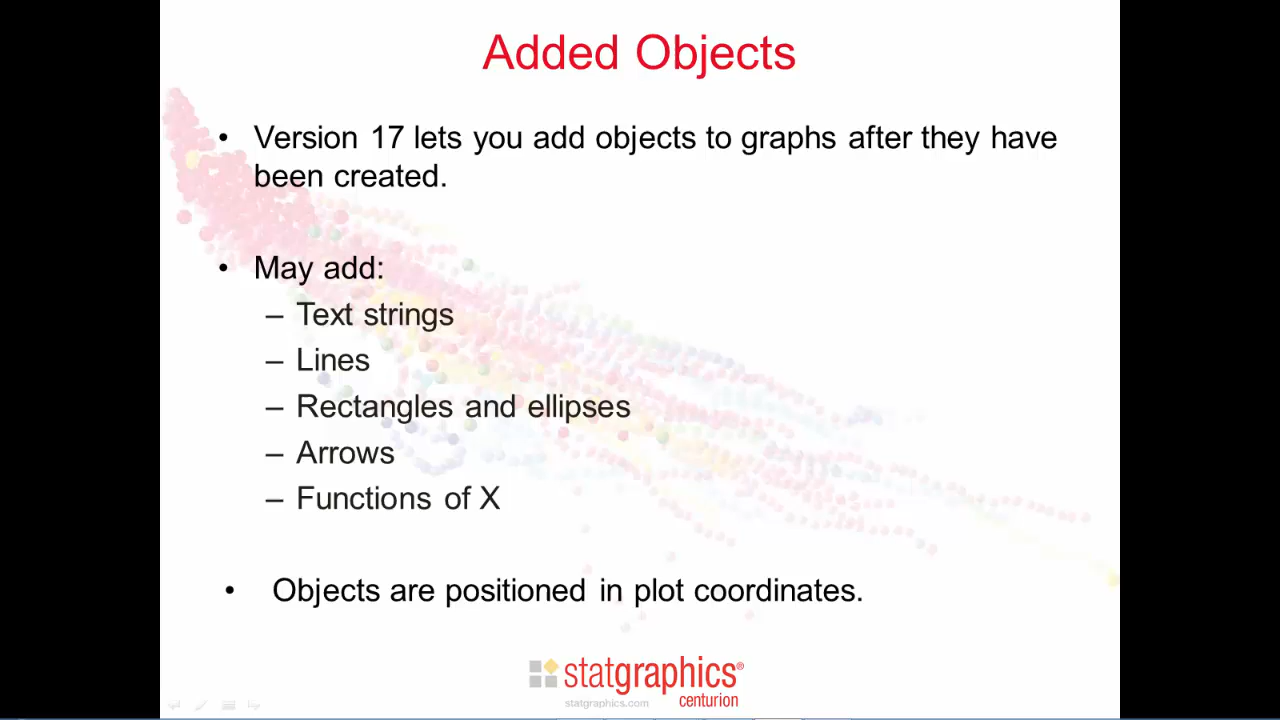 Added Objects
• Version 17 lets you add objects to graphs after they have
been created.
• May add:
– Text strings
– Lines
– Rectangles and ellipses
– Arrows
– Functions of X
• Objects are positioned in plot coordinates.
statgraphics®
statgraphics.com centurion